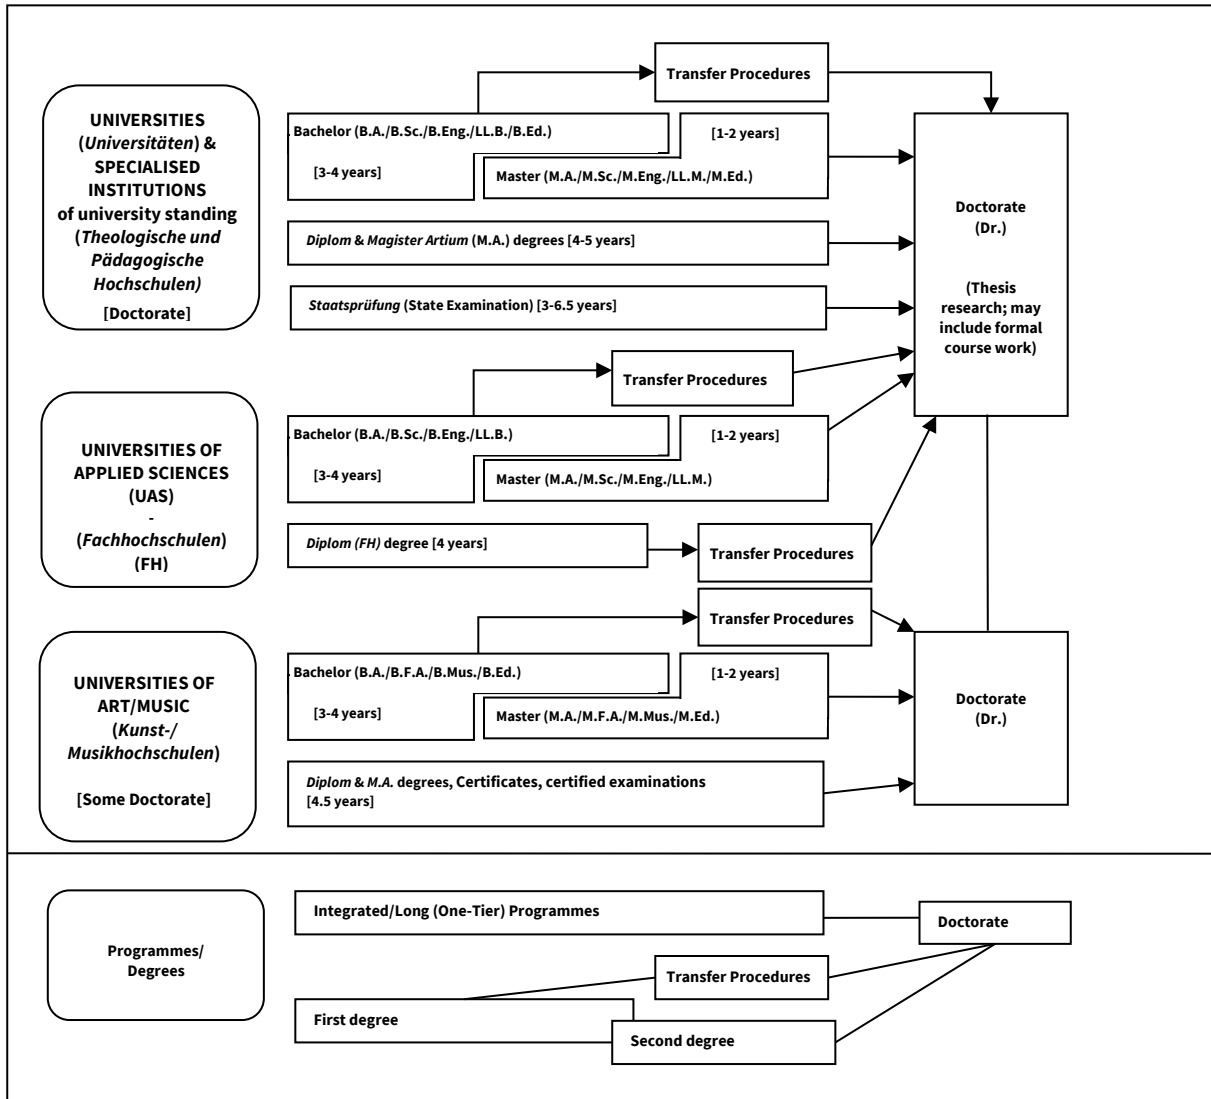 Transfer Procedures
UNIVERSITIES
(Universitäten) &
SPECIALISED
INSTITUTIONS
of university standing
(Theologische und
Pädagogische
Hochschulen)
[Doctorate]
Bachelor (B.A./B.Sc./B.Eng./LL.B./B.Ed.)
[3-4 years]
[1-2 years]
Master (M.A./M.Sc./M.Eng./LL.M./M.Ed.)
Diplom & Magister Artium (M.A.) degrees [4-5 years]
Staatsprüfung (State Examination) [3-6.5 years]
Doctorate
(Dr.)
(Thesis
research; may
include formal
course work)
Transfer Procedures
UNIVERSITIES OF
APPLIED SCIENCES
(UAS)
-
(Fachhochschulen)
(FH)
Bachelor (B.A./B.Sc./B.Eng./LL.B.)
[3-4 years]
[1-2 years]
Master (M.A./M.Sc./M.Eng./LL.M.)
Diplom (FH) degree [4 years]
Transfer Procedures
Transfer Procedures
UNIVERSITIES OF
ART/MUSIC
(Kunst-/
Musikhochschulen)
[Some Doctorate]
Bachelor (B.A./B.F.A./B.Mus./B.Ed.)
[3-4 years]
[1-2 years]
Master (M.A./M.F.A./M.Mus./M.Ed.)
Diplom & M.A. degrees, Certificates, certified examinations
[4.5 years]
Doctorate
(Dr.)
Programmes/
Degrees
Integrated/Long (One-Tier) Programmes
Doctorate
Transfer Procedures
First degree
Second degree